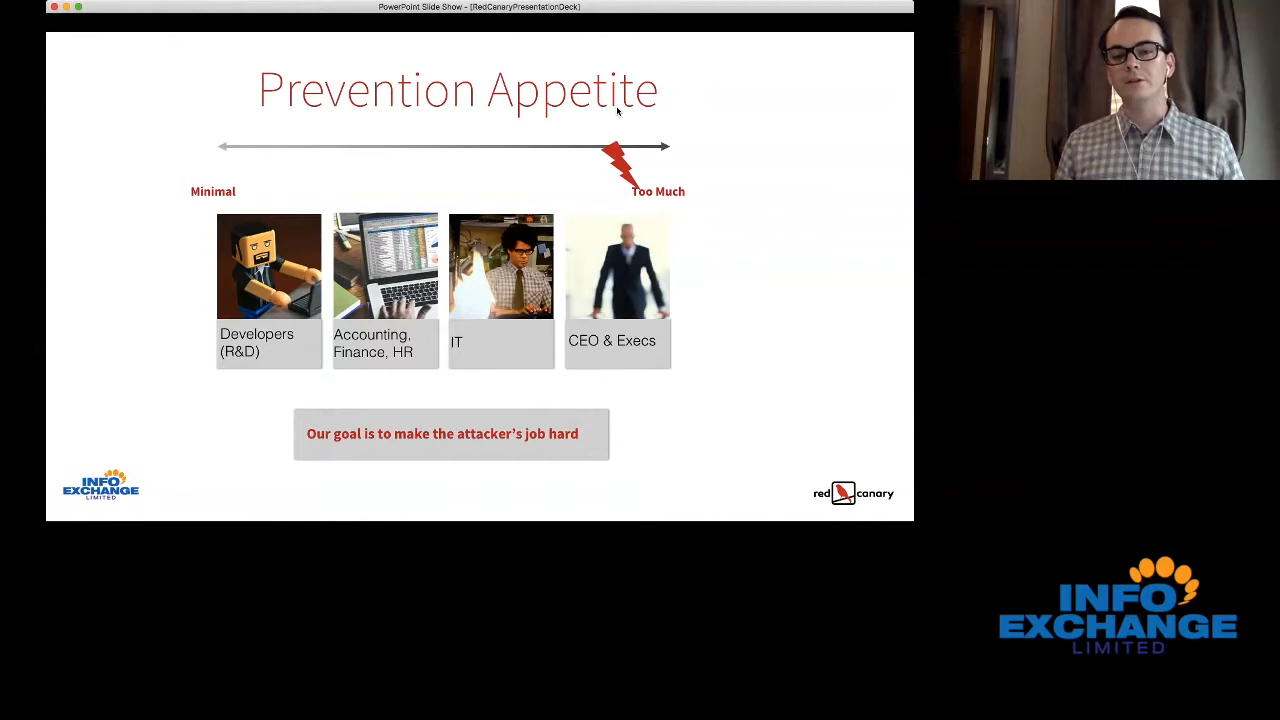 PowerPoint Slide Show - [RedCanaryPresentationDeck]
Prevention Appetite
Minimal
Too Much
Developers
(R&D)
Accounting,
Finance, HR
IT
CEO & Execs
Our goal is to make the attacker's job hard
INFO
EXCHANGE
LIMITED
red canary
INFO
EXCHANGE
LIMITED